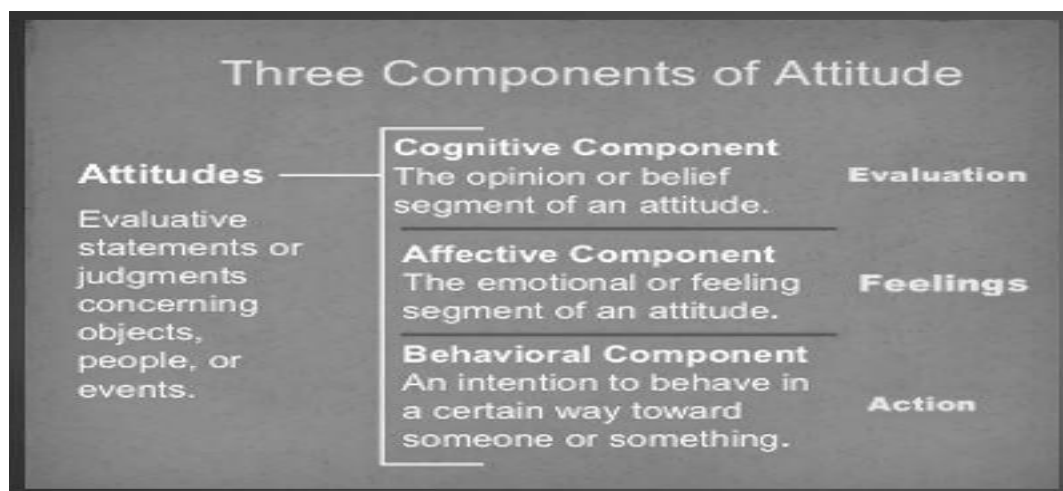 Three Components of Attitude
Attitudes
Evaluative
statements or
judgments
concerning
objects,
people, or
events.
Cognitive Component
The opinion or belief
segment of an attitude.
Evaluation
Affective Component
The emotional or feeling
segment of an attitude.
Feelings
Behavioral Component
An intention to behave in
a certain way toward
someone or something.
Action